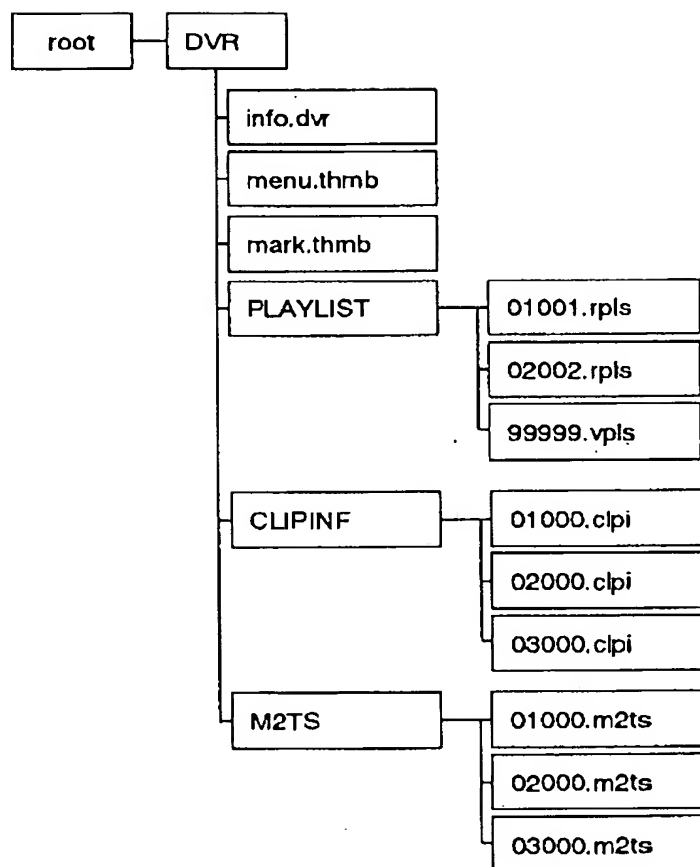 root
DVR
info.dvr
menu.thmb
mark.thmb
PLAYLIST
01001.rpls
02002.rpls
99999.vpls
CLIPINF
01000.clpi
02000.clpi
03000.clpi
M2TS
01000.m2ts
02000.m2ts
03000.m2ts